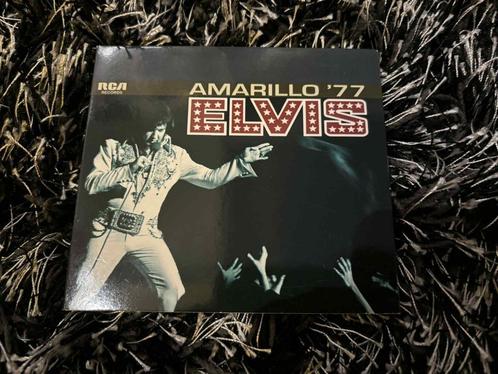 RCA
RECORDS
AMARILLO '77
ELVIS